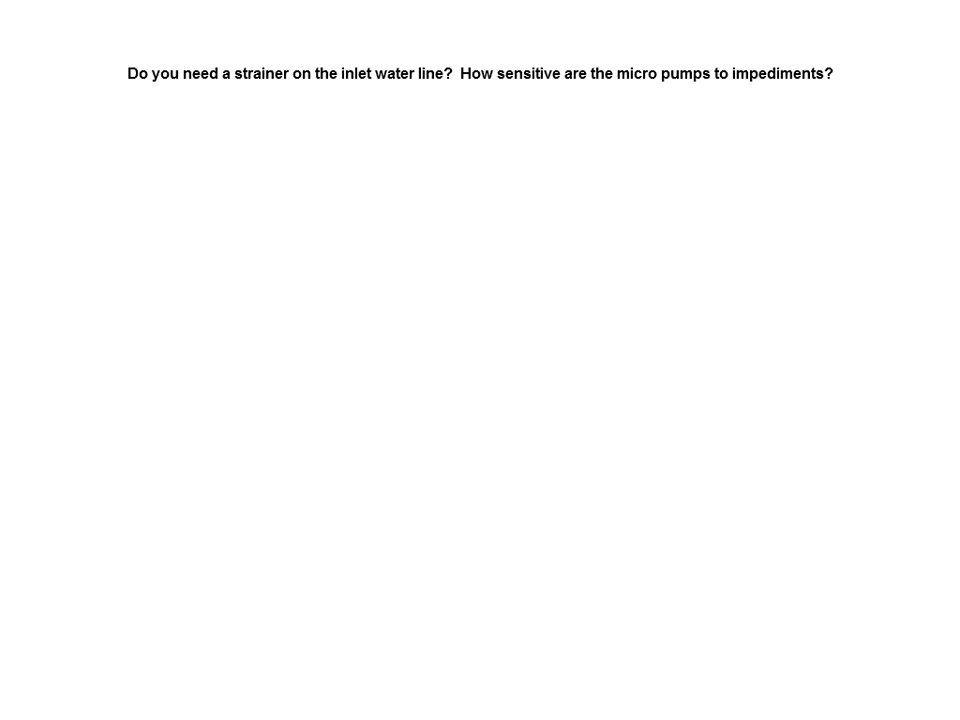 Do you need a strainer on the inlet water line?  How sensitive are the micro pumps to impediments?